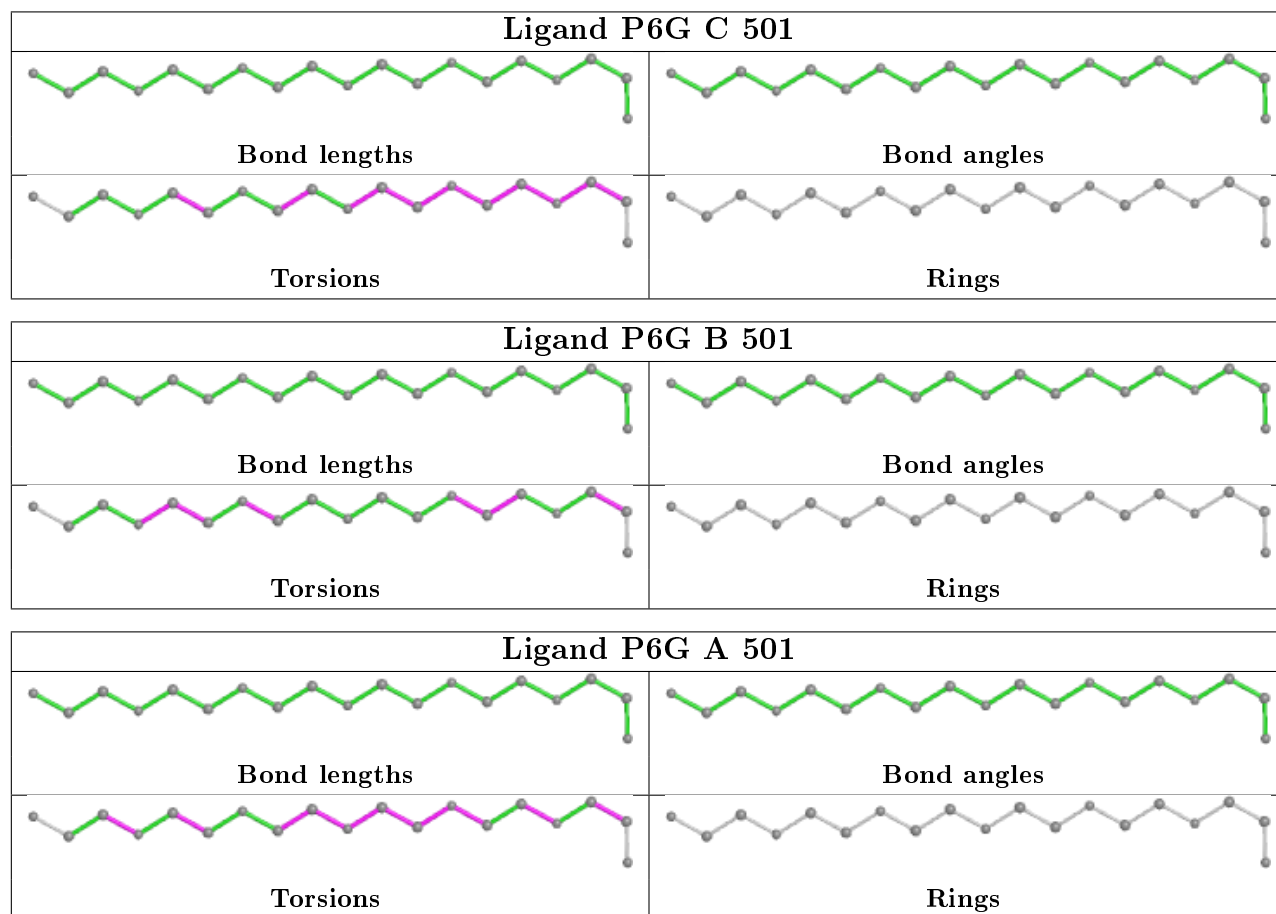 Ligand P6G C 501
Bond lengths Bond angles
Torsions Rings
Ligand P6G B 501
Bond lengths Bond angles
Torsions Rings
Ligand P6G A 501
Bond lengths Bond angles
Torsions Rings